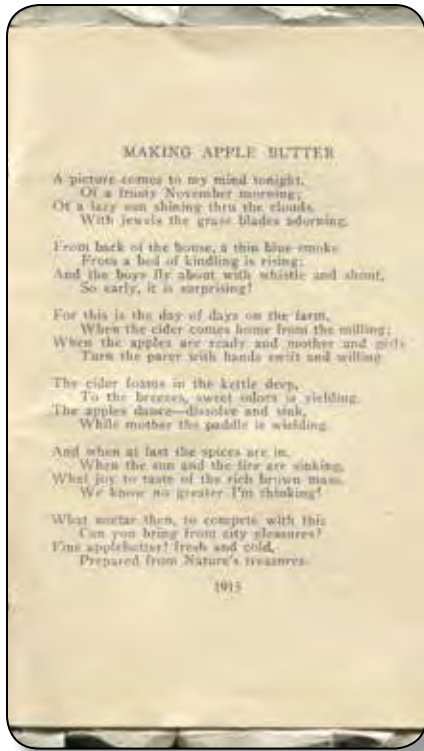 MAKING APPLE BUTTER
A picture comes to my mind tonight,
Of a frosty November morning;
Of a lazy sun shining thru the clouds,
With jewels the grass blades adorning.
From back of the house, a thin blue smoke
From a bed of kindling is rising;
And the boys fly about with whistle and shout,
So early, it is surprising!
For this is the day of days on the farm,
When the cider comes home from the milling;
When the apples are ready and mother and girls
Turn the parer with hands swift and willing.
The cider foams in the kettle deep,
To the breezes, sweet odors is yielding.
The apples dance—dissolve and sink,
While mother the paddle is wielding.
And when at last the spices are in,
When the sun and the fire are sinking,
What joy to taste of the rich brown mass,
We know no greater I'm thinking!
What nectar then, to compete with this
Can you bring from city pleasures?
Fine applebutter! fresh and cold,
Prepared from Nature's treasures.
1915